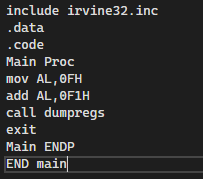 include irvine32.inc
.data
.code
Main Proc
mov AL,0FH
add AL,0F1H
call dumpregs
exit
Main ENDP
END main